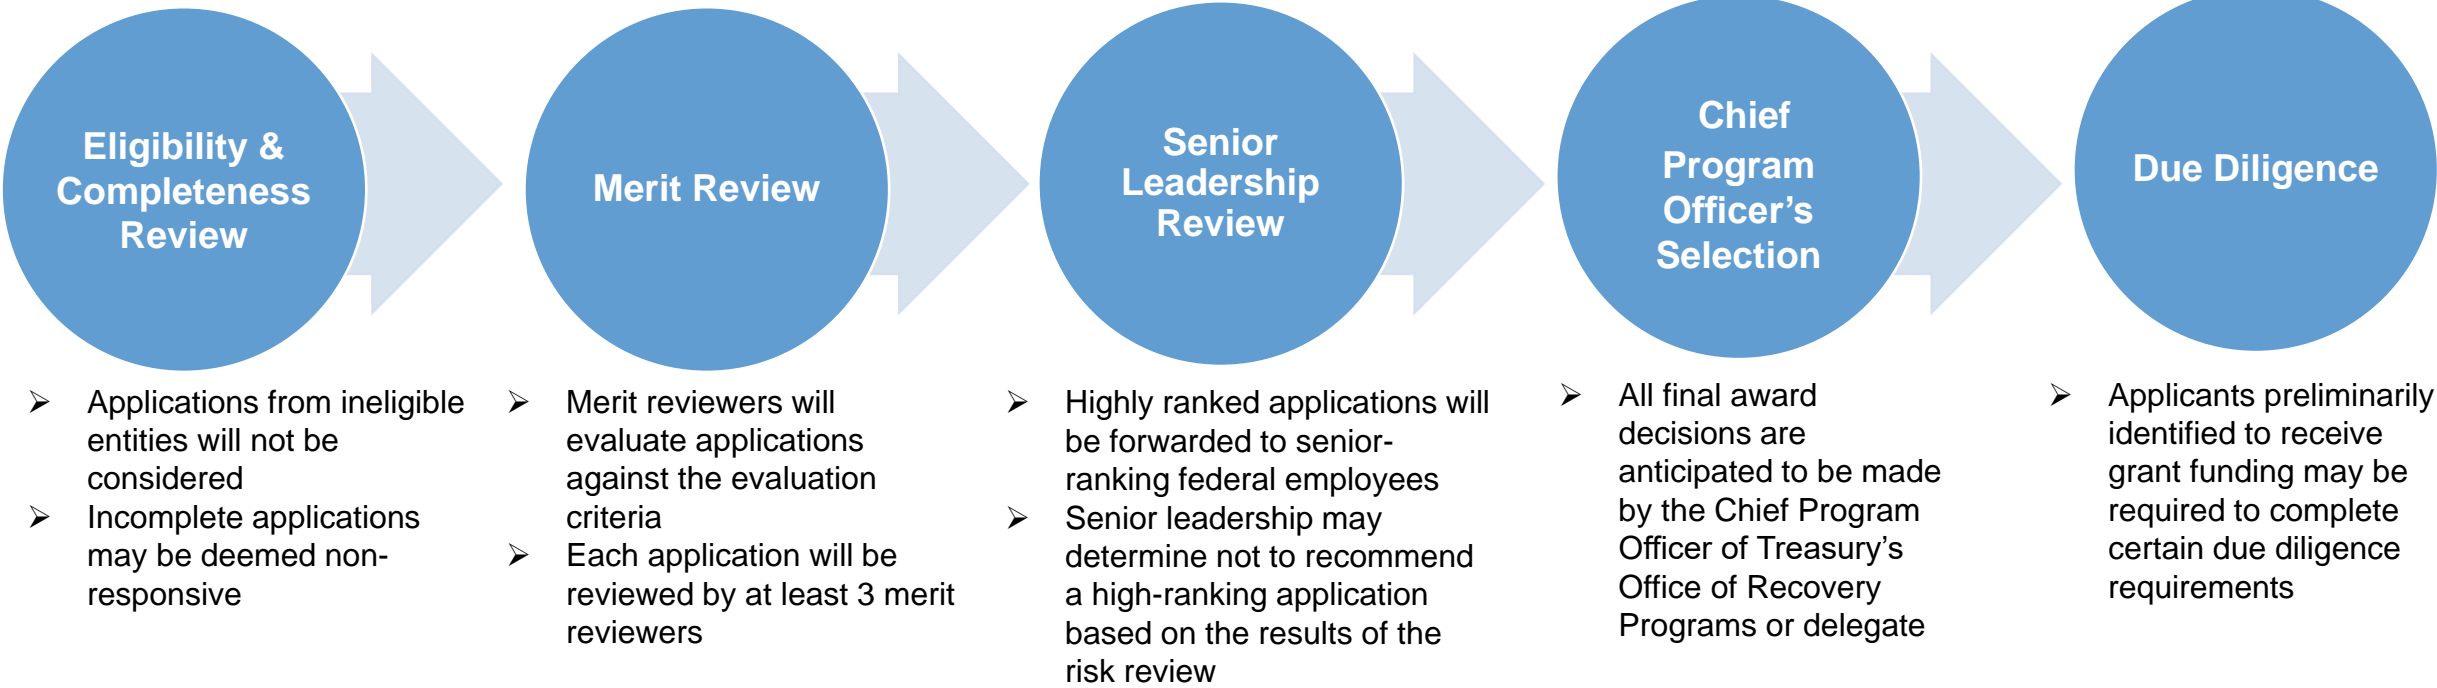 Eligibility &
Completeness
Review
Merit Review
Senior
Leadership
Review
Chief
Program
Officer’s
Selection
Due Diligence
➢ Applications from ineligible
entities will not be
considered
➢ Incomplete applications
may be deemed non-
responsive
➢ Merit reviewers will
evaluate applications
against the evaluation
criteria
➢ Each application will be
reviewed by at least 3 merit
reviewers
➢ Highly ranked applications will
be forwarded to senior-
ranking federal employees
➢ Senior leadership may
determine not to recommend
a high-ranking application
based on the results of the
risk review
➢ All final award
decisions are
anticipated to be made
by the Chief Program
Officer of Treasury’s
Office of Recovery
Programs or delegate
➢ Applicants preliminarily
identified to receive
grant funding may be
required to complete
certain due diligence
requirements